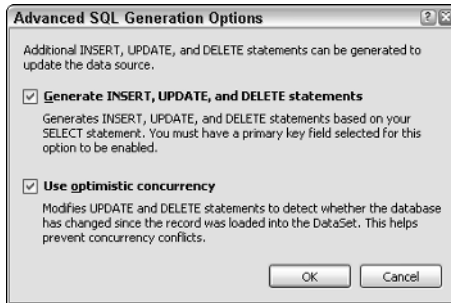 Advanced SQL Generation Options
Additional INSERT, UPDATE, and DELETE statements can be generated to
update the data source.
Generate INSERT, UPDATE, and DELETE statements
Generates INSERT, UPDATE, and DELETE statements based on your
SELECT statement. You must have a primary key field selected for this
option to be enabled.
Use optimistic concurrency
Modifies UPDATE and DELETE statements to detect whether the database
has changed since the record was loaded into the DataSet. This helps
prevent concurrency conflicts.
OK Cancel